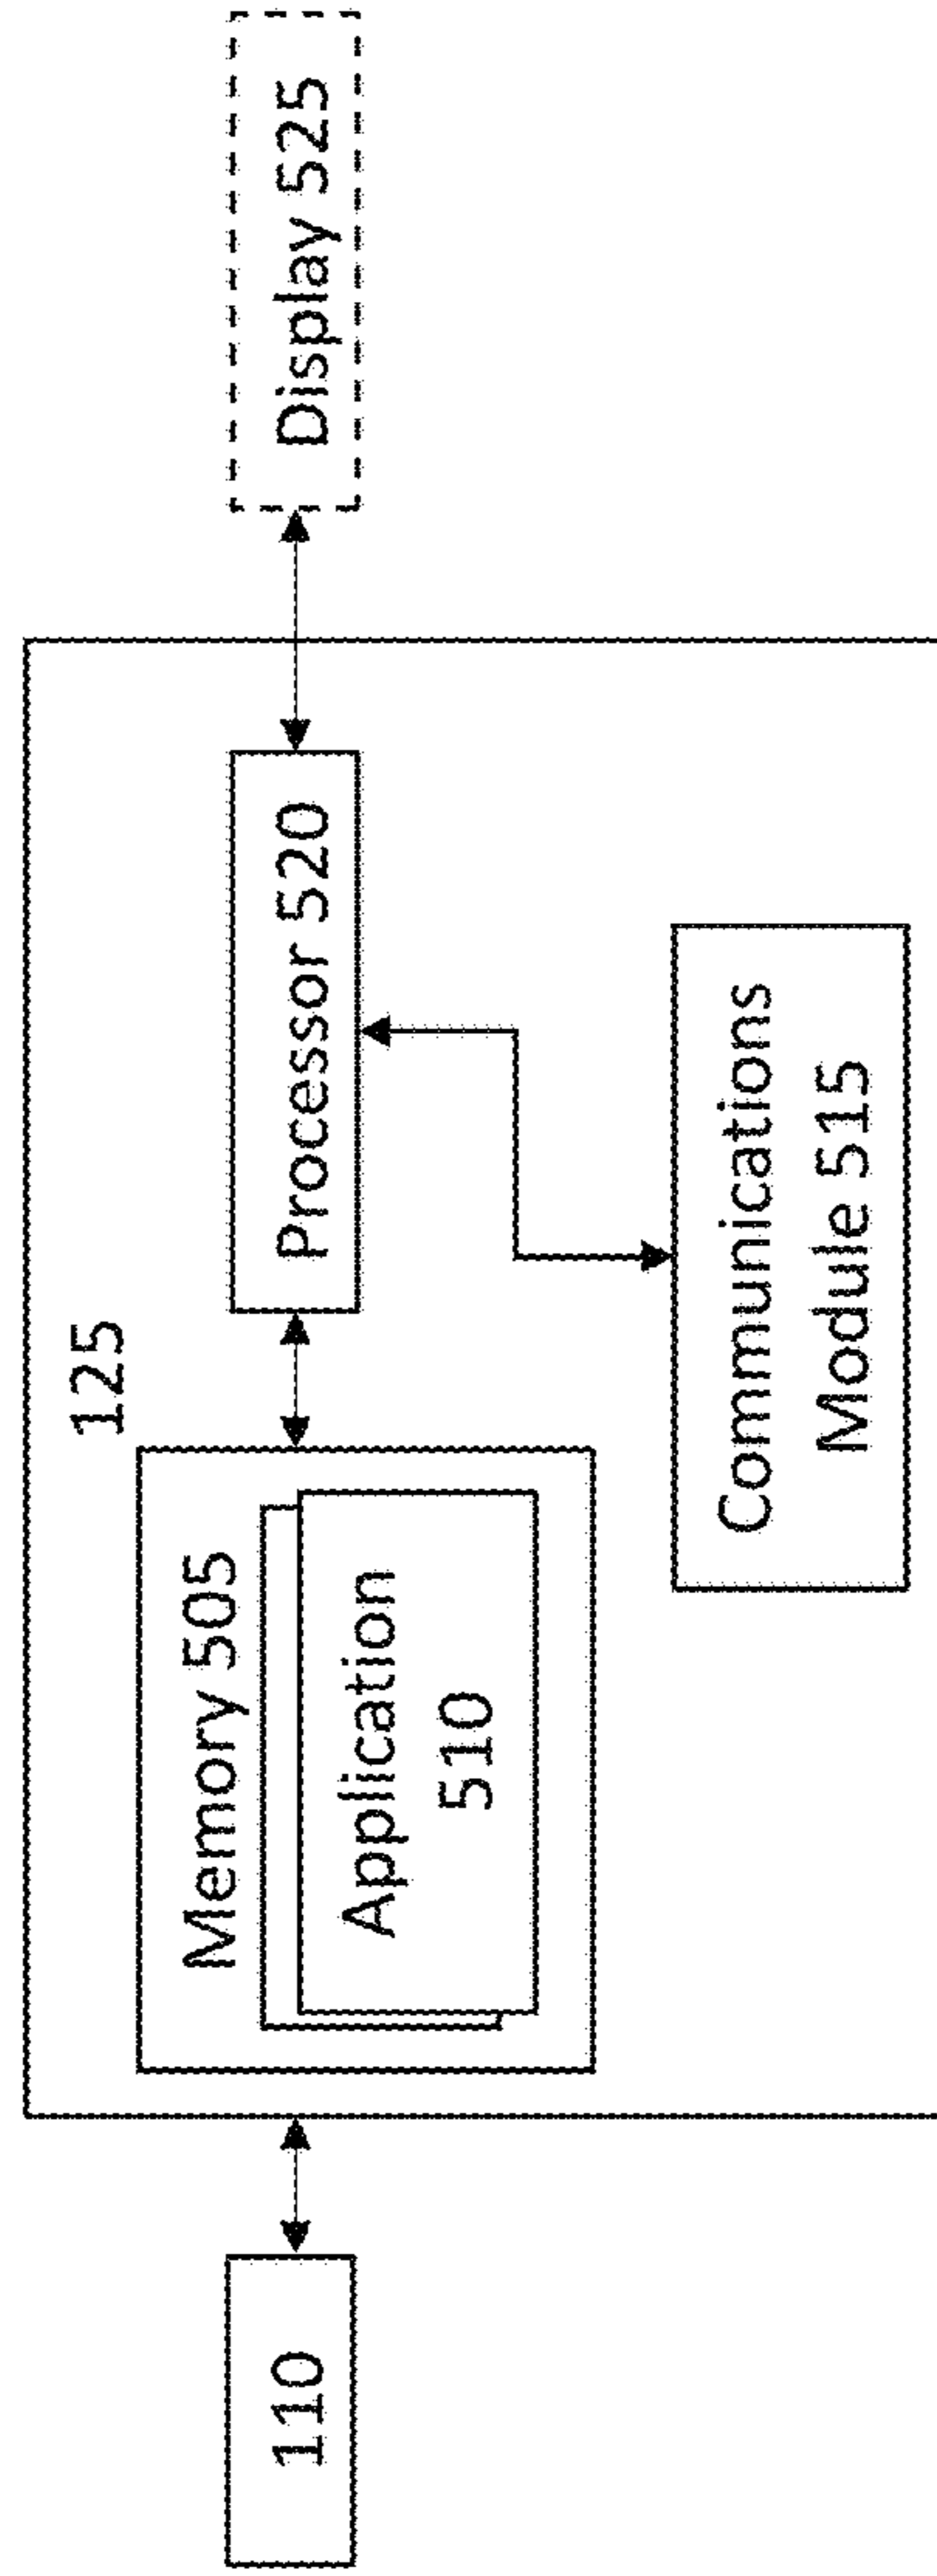 125
Memory 505
Application
510
Processor 520
Display 525
110
Communications
Module 515